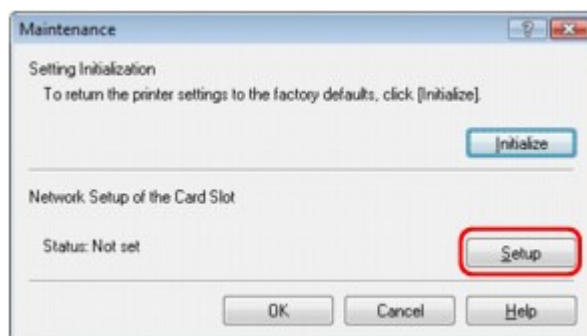 Maintenance
Setting Initialization
To return the printer settings to the factory defaults, click [Initialize].
Initialize
Network Setup of the Card Slot
Status: Not set
Setup
OK
Cancel
Help